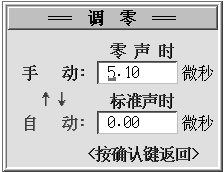 调 零
零 声 时
手 动: 5.10 微秒
↑↓ 标准声时
自 动: 0.00 微秒
<按确认键返回>